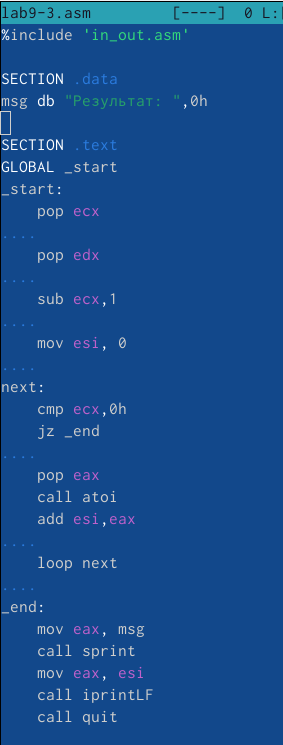 lab9-3.asm [----] 0 L:
%include 'in_out.asm'
SECTION .data
msg db "Результат: ",0h
SECTION .text
GLOBAL _start
_start:
pop ecx
....
pop edx
....
sub ecx,1
....
mov esi, 0
....
next:
cmp ecx,0h
jz _end
....
pop eax
call atoi
add esi,eax
....
loop next
....
_end:
mov eax, msg
call sprint
mov eax, esi
call iprintLF
call quit